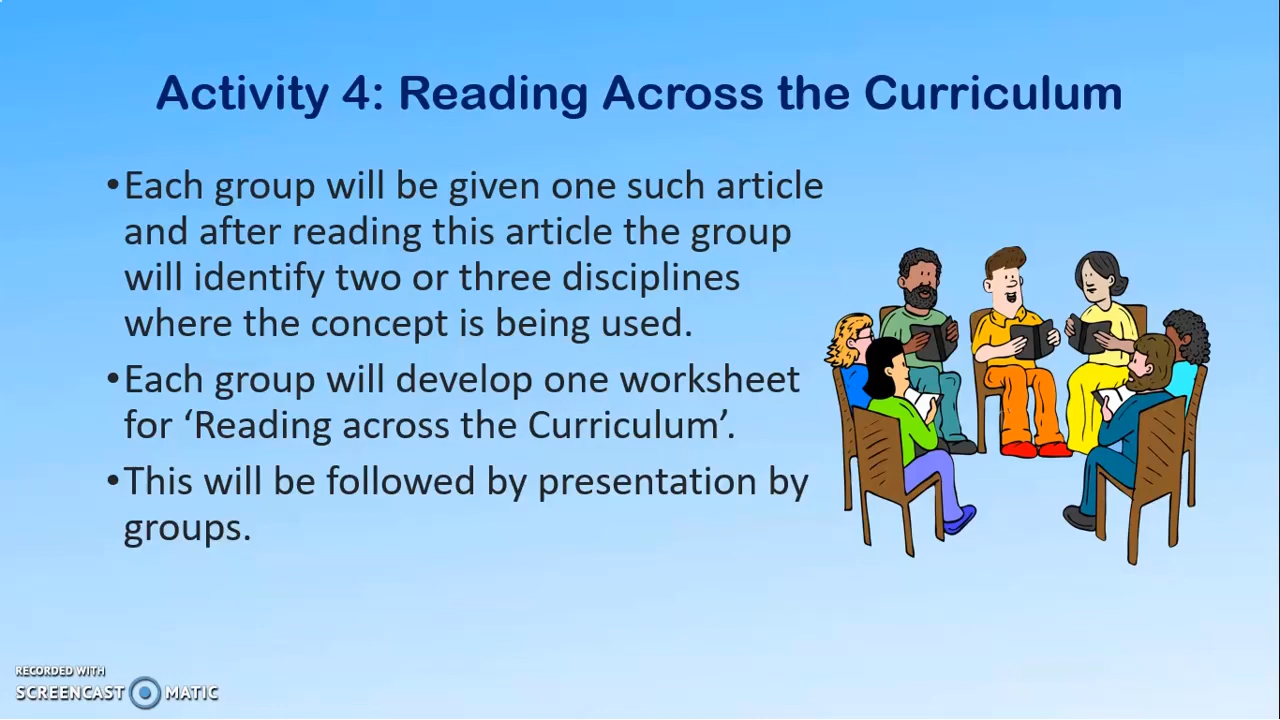 Activity 4: Reading Across the Curriculum
•Each group will be given one such article
and after reading this article the group
will identify two or three disciplines
where the concept is being used.
•Each group will develop one worksheet
for ‘Reading across the Curriculum’.
•This will be followed by presentation by
groups.
RECORDED WITH
SCREENCAST MATIC